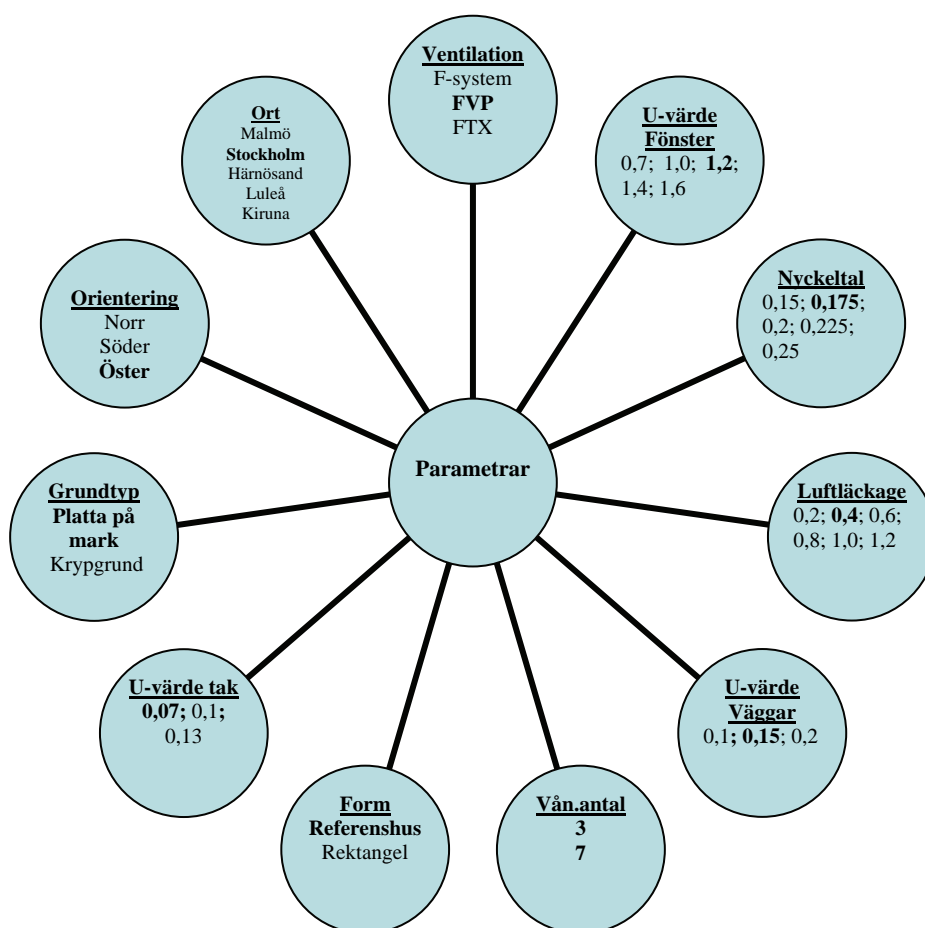 Ventilation
F-system
FVP
FTX
Ort
Malmö
Stockholm
Härnösand
Luleå
Kiruna
U-värde
Fönster
0,7; 1,0; 1,2;
1,4; 1,6
Orientering
Norr
Söder
Öster
Nyckeltal
0,15; 0,175;
0,2; 0,225;
0,25
Parametrar
Grundtyp
Platta på
mark
Krypgrund
Luftläckage
0,2; 0,4; 0,6;
0,8; 1,0; 1,2
U-värde tak
0,07; 0,1;
0,13
U-värde
Väggar
0,1; 0,15; 0,2
Form
Referenshus
Rektangel
Vån.antal
3
7